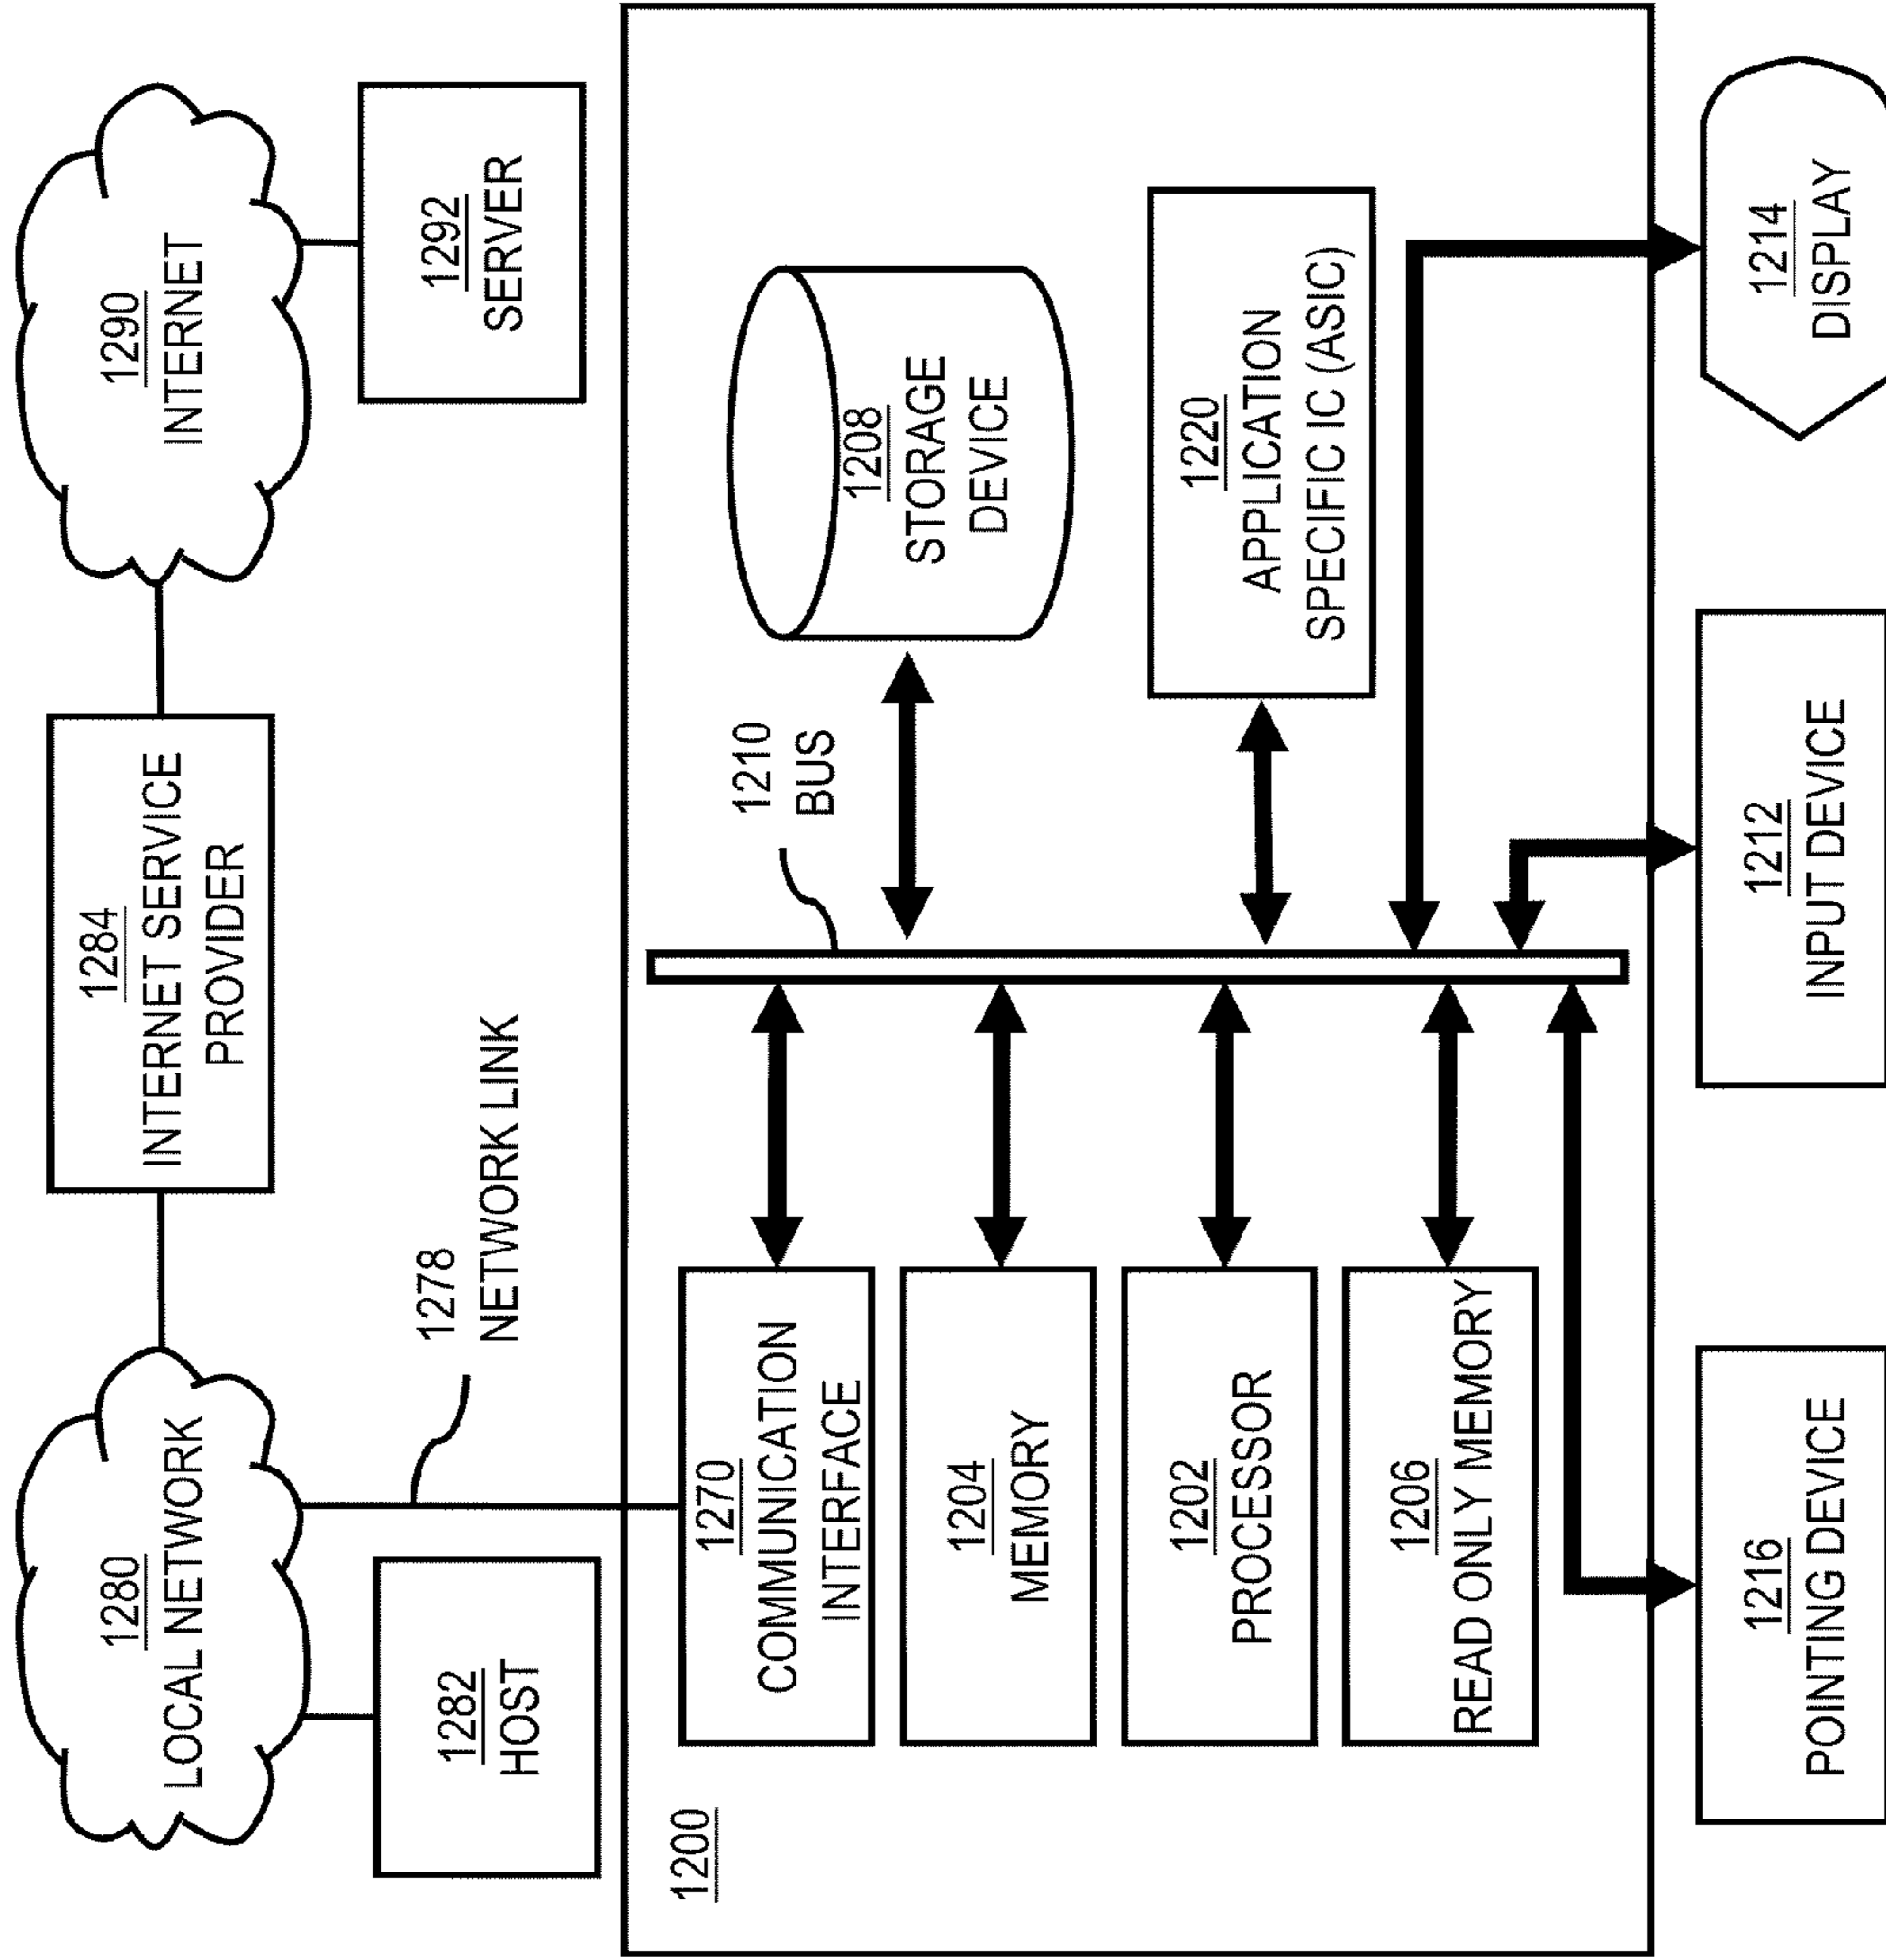 1280
LOCAL NETWORK
1284
INTERNET SERVICE
PROVIDER
1290
INTERNET
1282
HOST
1278
NETWORK LINK
1292
SERVER
1200
1270
COMMUNICATION
INTERFACE
1204
MEMORY
1202
PROCESSOR
1206
READ ONLY MEMORY
1210
BUS
1208
STORAGE
DEVICE
1220
APPLICATION
SPECIFIC IC (ASIC)
1216
POINTING DEVICE
1212
INPUT DEVICE
1214
DISPLAY